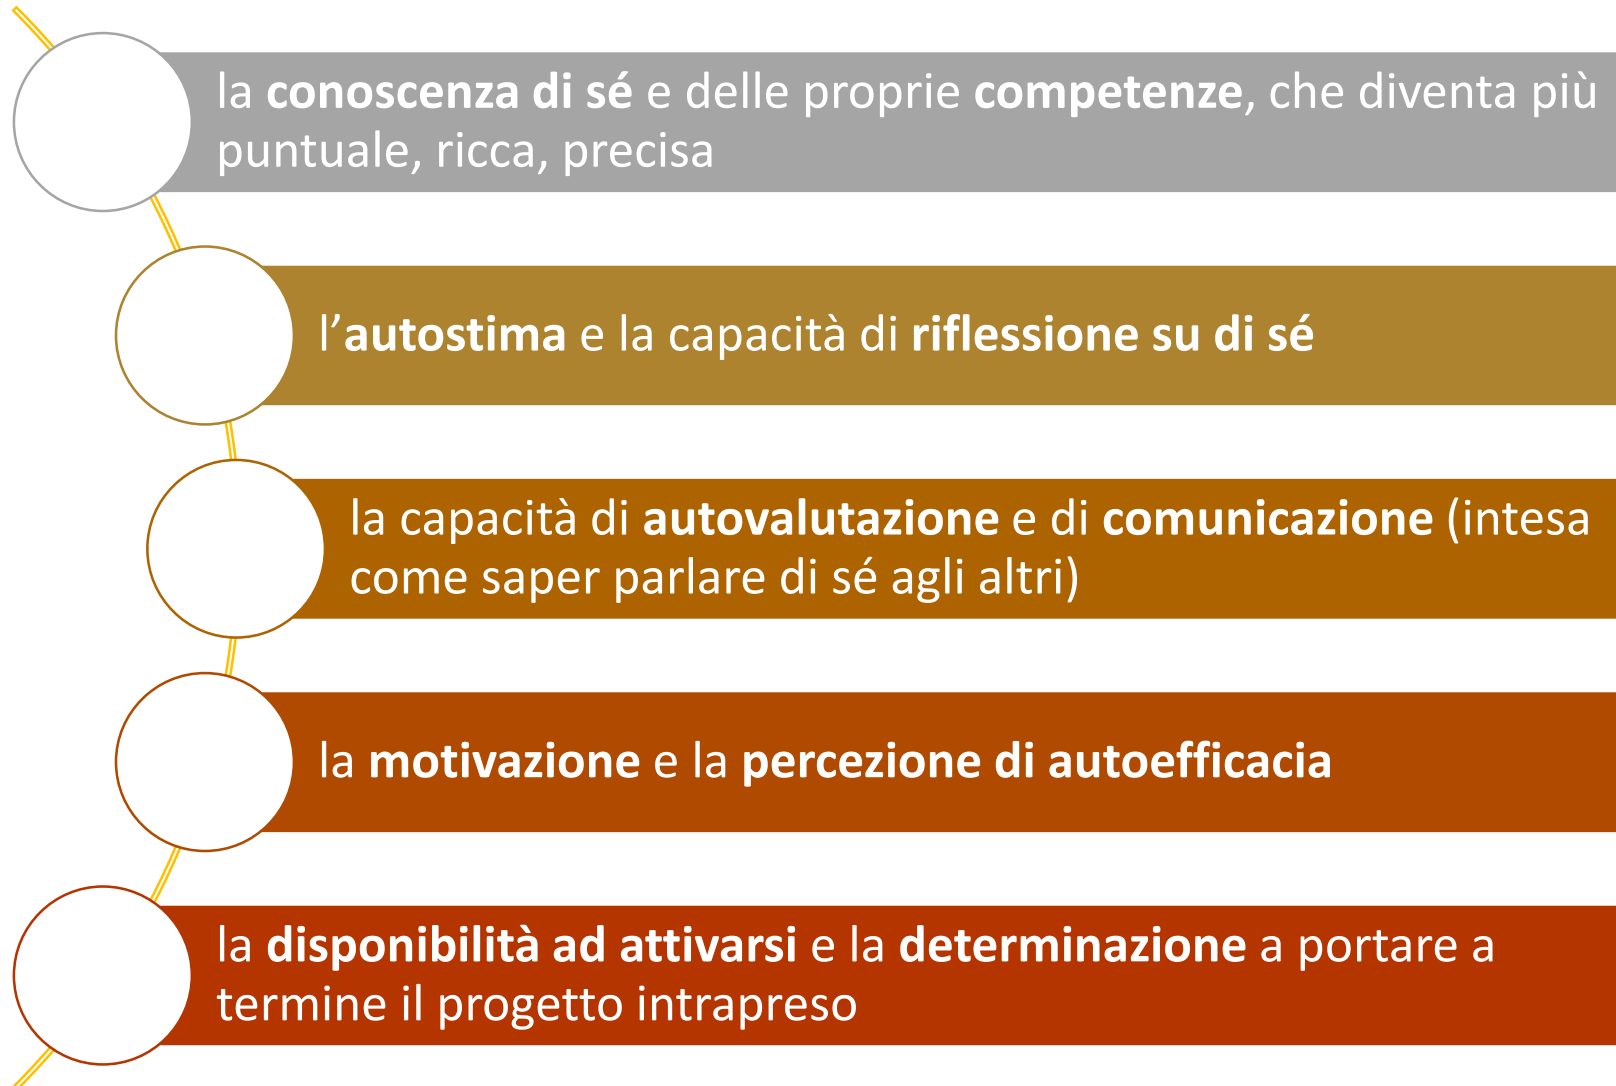 la conoscenza di sé e delle proprie competenze, che diventa più
puntuale, ricca, precisa
l’autostima e la capacità di riflessione su di sé
la capacità di autovalutazione e di comunicazione (intesa
come saper parlare di sé agli altri)
la motivazione e la percezione di autoefficacia
la disponibilità ad attivarsi e la determinazione a portare a
termine il progetto intrapreso